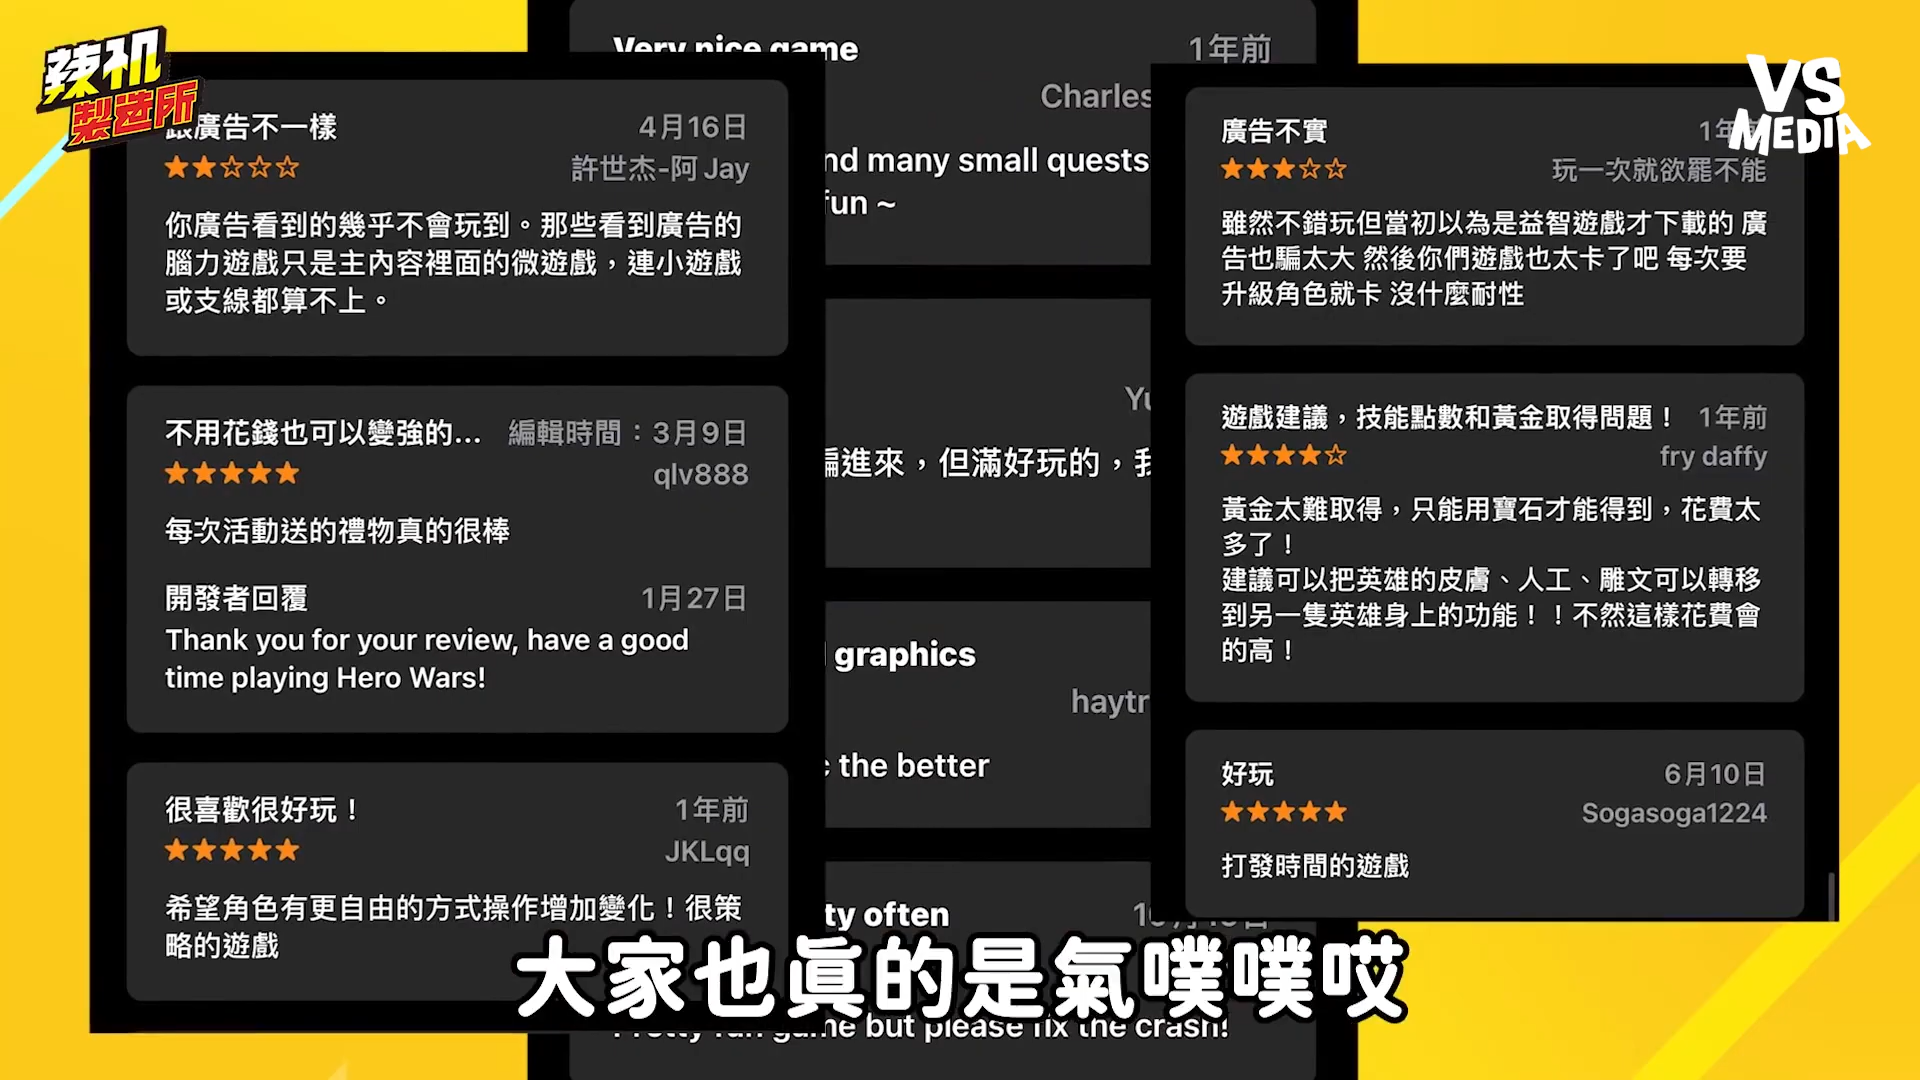 辣机
製造所
VS
MEDIA
跟廣告不一樣
4月16日
許世杰-阿 Jay
你廣告看到的幾乎不會玩到。那些看到廣告的
腦力遊戲只是主內容裡面的微遊戲，連小遊戲
或支線都算不上。
不用花錢也可以變強的...
編輯時間：3月9日
qlv888
每次活動送的禮物真的很棒
開發者回覆
1月27日
Thank you for your review, have a good
time playing Hero Wars!
很喜歡很好玩！
1年前
JKLqq
希望角色有更自由的方式操作增加變化！很策
略的遊戲
Very nice game
1年前
Charles
nd many small quests
fun ~
進來，但滿好玩的，我
graphics
haytr
the better
ty often
Pretty fun game but please fix the crash!
廣告不實
1年前
玩一次就欲罷不能
雖然不錯玩但當初以為是益智遊戲才下載的 廣
告也騙太大 然後你們遊戲也太卡了吧 每次要
升級角色就卡 沒什麼耐性
遊戲建議，技能點數和黃金取得問題！
1年前
fry daffy
黃金太難取得，只能用寶石才能得到，花費太
多了！
建議可以把英雄的皮膚、人工、雕文可以轉移
到另一隻英雄身上的功能！！不然這樣花費會
的高！
好玩
6月10日
Sogasoga1224
打發時間的遊戲
大家也真的是氣噗噗哎